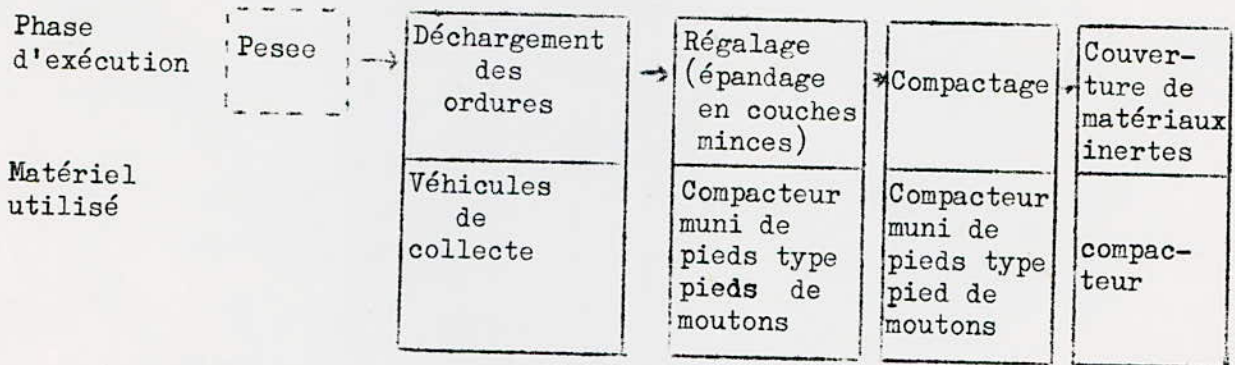 Phase
d'exécution
Pesee
Déchargement
des
ordures
Régalage
(épandage
en couches
minces)
Compactage
Couver-
ture de
matériaux
inertes
Matériel
utilisé
Véhicules
de
collecte
Compacteur
muni de
pieds type
pieds de
moutons
Compacteur
muni de
pieds type
pied de
moutons
compac-
teur